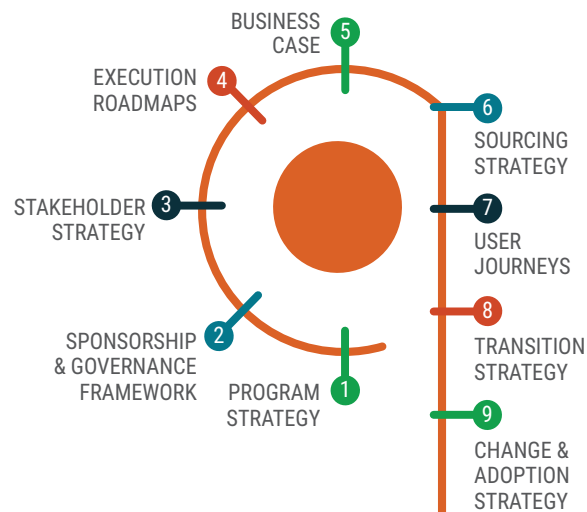 BUSINESS
CASE
5
EXECUTION
ROADMAPS
4
6
SOURCING
STRATEGY
STAKEHOLDER
STRATEGY
3
7
USER
JOURNEYS
SPONSORSHIP
& GOVERNANCE
FRAMEWORK
2
8
TRANSITION
STRATEGY
PROGRAM
STRATEGY
1
9
CHANGE &
ADOPTION
STRATEGY